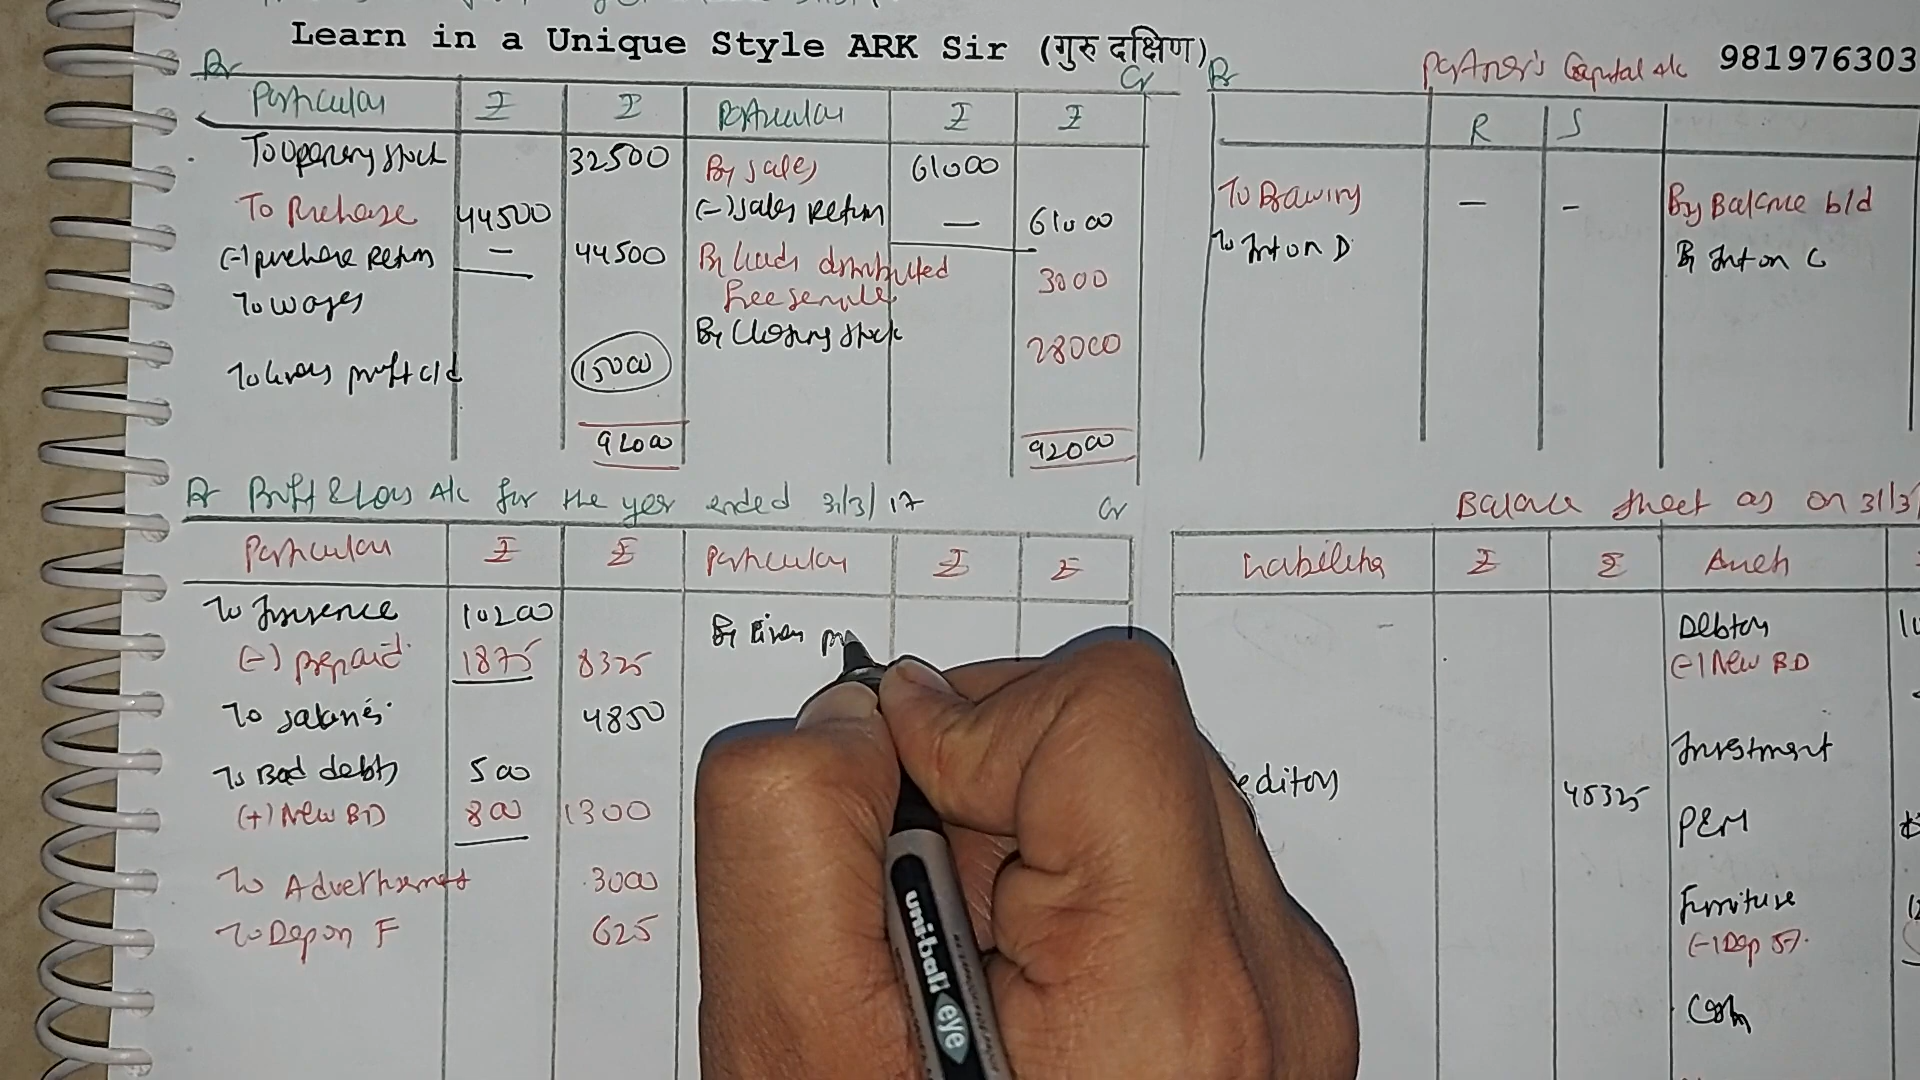 Learn in a Unique Style ARK Sir (गुरु दक्षिण)
981976303
Dr
Cr
Particular ₹ ₹ Particular ₹ ₹
To Opening stock 32500 By sales 61000
To Purchase 44500 (-) sales Return — 61000
(-) purchase Return — 44500 By Goods distributed 3000
free sample
To wages
By Closing stock 28000
To Gross profit c/d 15000
92000 92000
Dr Profit & Loss A/c for the year ended 31/3/17 Cr
Particular ₹ ₹ Particular ₹ ₹
To Insurance 10200 By
(-) prepaid 1875 8325
To salaries 4850
To Bad debts 500
(+) New BD 800 1300
To Advertisement 3000
To Dep on F 625
Dr Partner's Capital A/c
R S
To Drawing — — By Balance b/d
To Int on D By Int on C
Balance sheet as on 31/3/
Liabilities ₹ ₹ Assets
Debtors
(-) New BD
Investment
editors 45325
P&M
Furniture
(-) Dep 5%
Cash
uni-ball eye